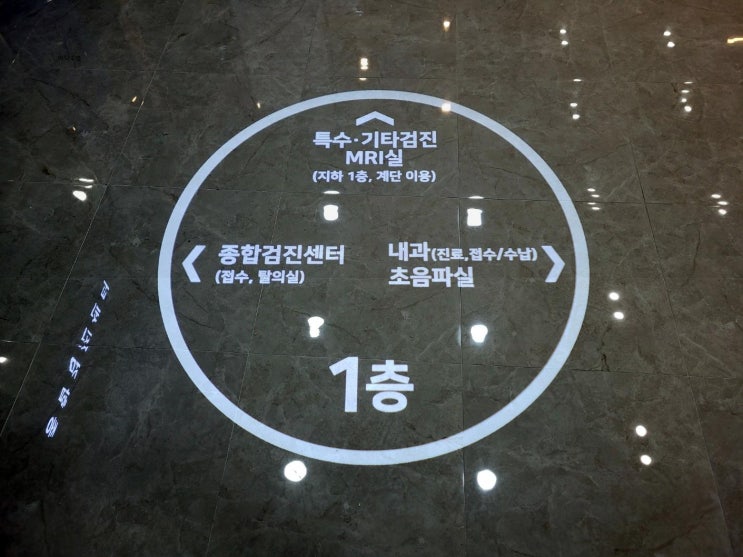 특수·기타검진
MRI실
(지하 1층, 계단 이용)
종합검진센터
(접수, 탈의실)
내과(진료,접수/수납)
초음파실
1층